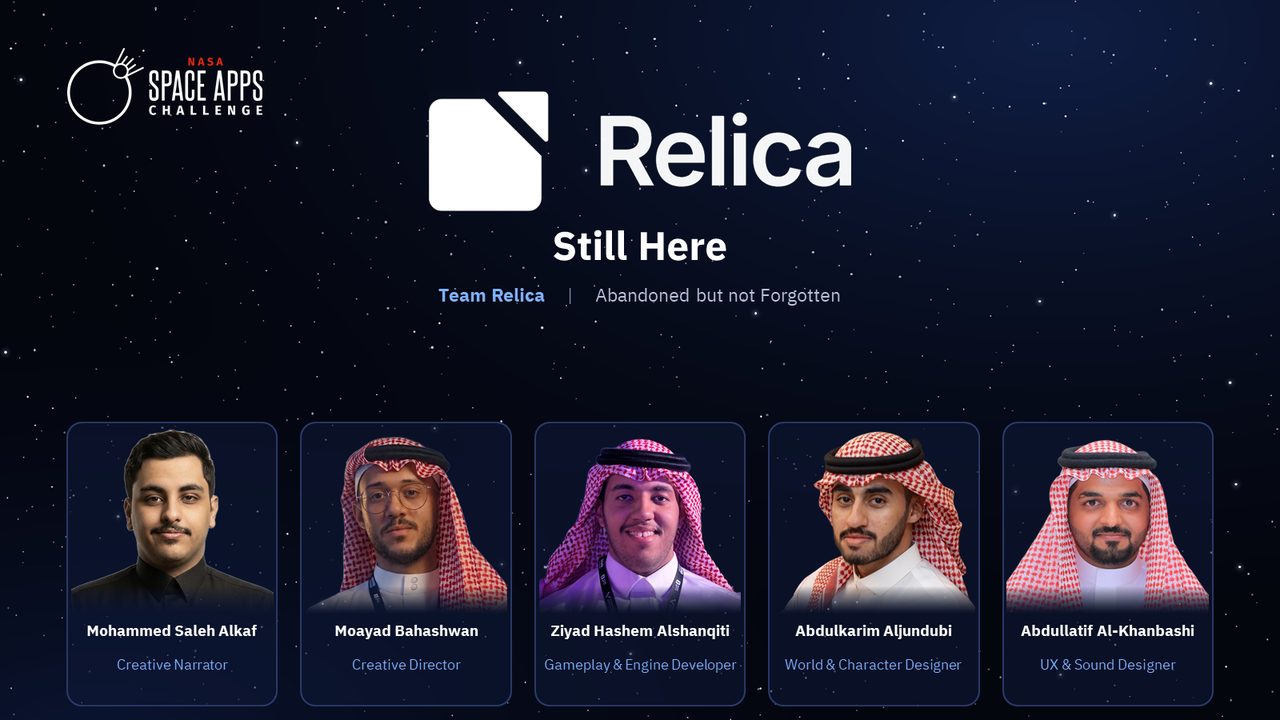 NASA
SPACE APPS
CHALLENGE
Relica
Still Here
Team Relica | Abandoned but not Forgotten
Mohammed Saleh Alkaf
Creative Narrator
Moayad Bahashwan
Creative Director
Ziyad Hashem Alshanqiti
Gameplay & Engine Developer
Abdulkarim Aljundubi
World & Character Designer
Abdullatif Al-Khanbashi
UX & Sound Designer